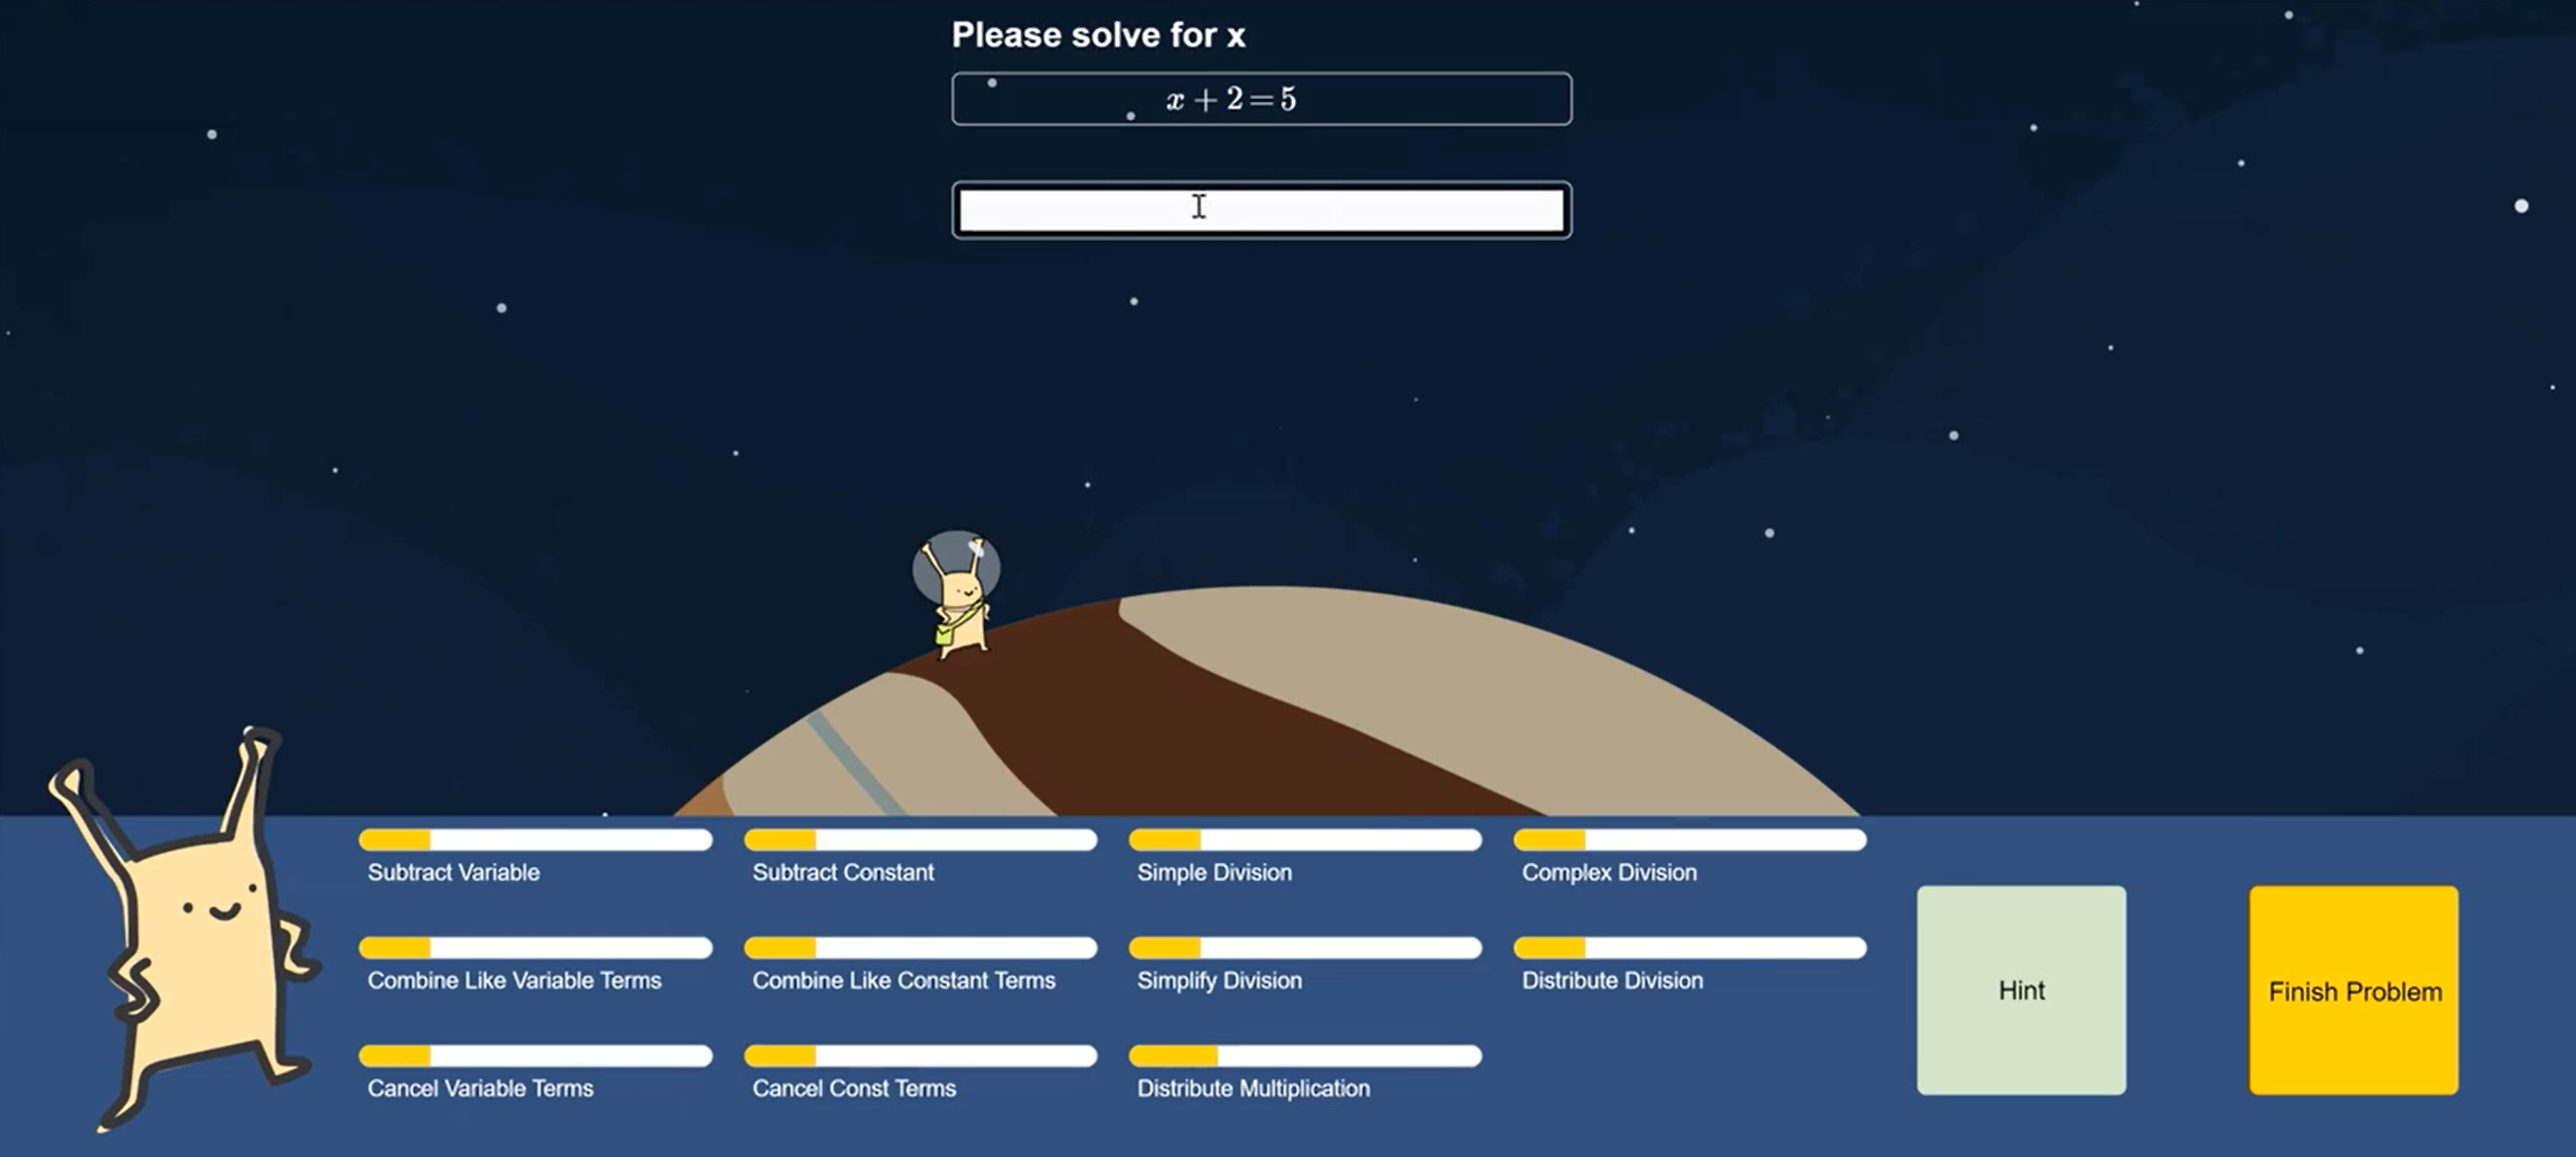 Please solve for x
x + 2 = 5
Subtract Variable
Subtract Constant
Simple Division
Complex Division
Combine Like Variable Terms
Combine Like Constant Terms
Simplify Division
Distribute Division
Cancel Variable Terms
Cancel Const Terms
Distribute Multiplication
Hint
Finish Problem